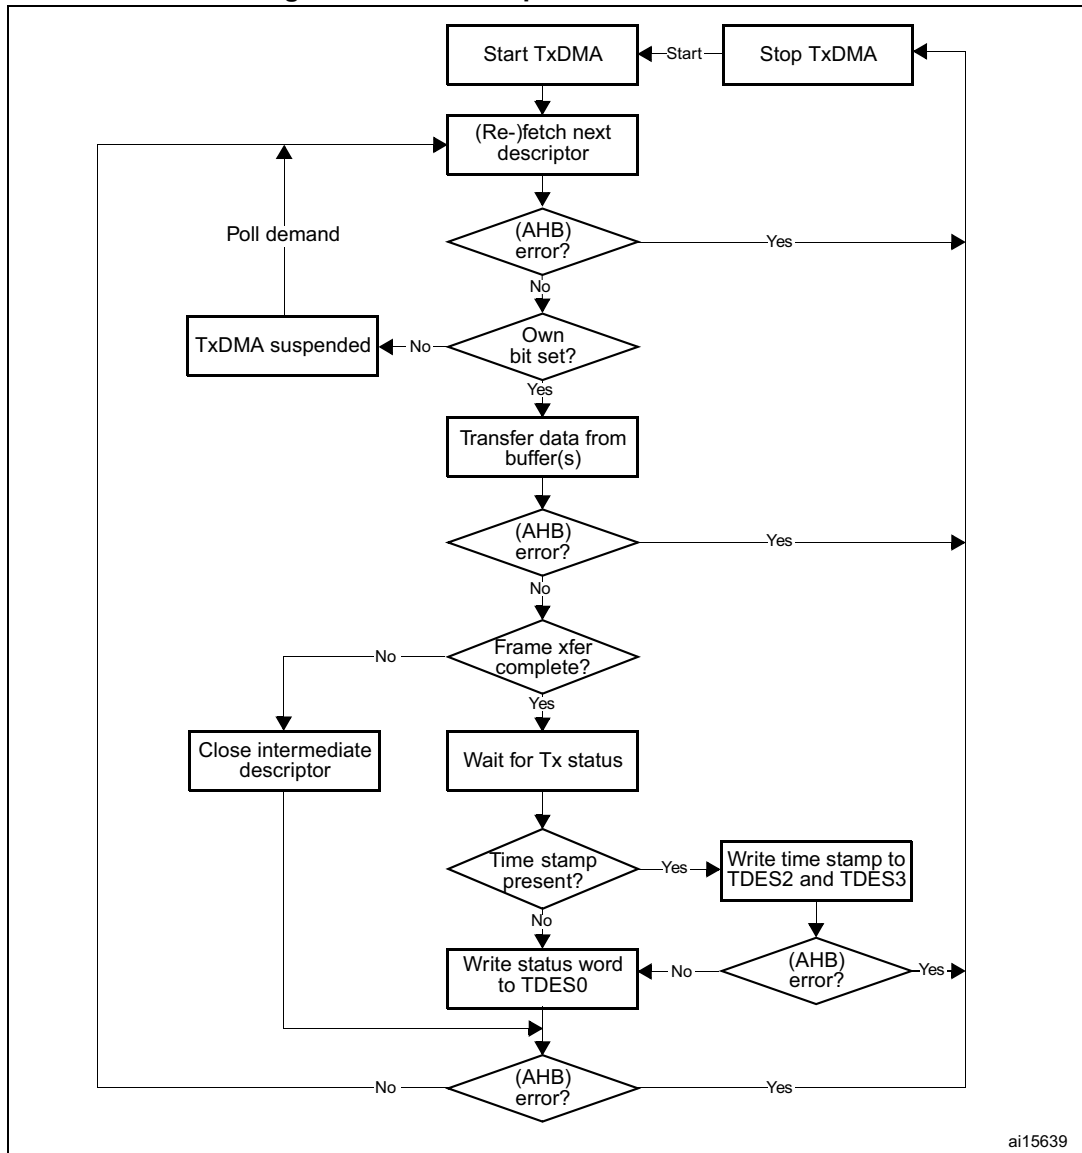 Start TxDMA
Start
Stop TxDMA
(Re-)fetch next
descriptor
Poll demand
(AHB)
error?
Yes
No
TxDMA suspended
No
Own
bit set?
Yes
Transfer data from
buffer(s)
(AHB)
error?
Yes
No
No
Frame xfer
complete?
Yes
Close intermediate
descriptor
Wait for Tx status
Time stamp
present?
Yes
Write time stamp to
TDES2 and TDES3
No
Write status word
to TDES0
No
(AHB)
error?
Yes
No
(AHB)
error?
Yes
ai15639